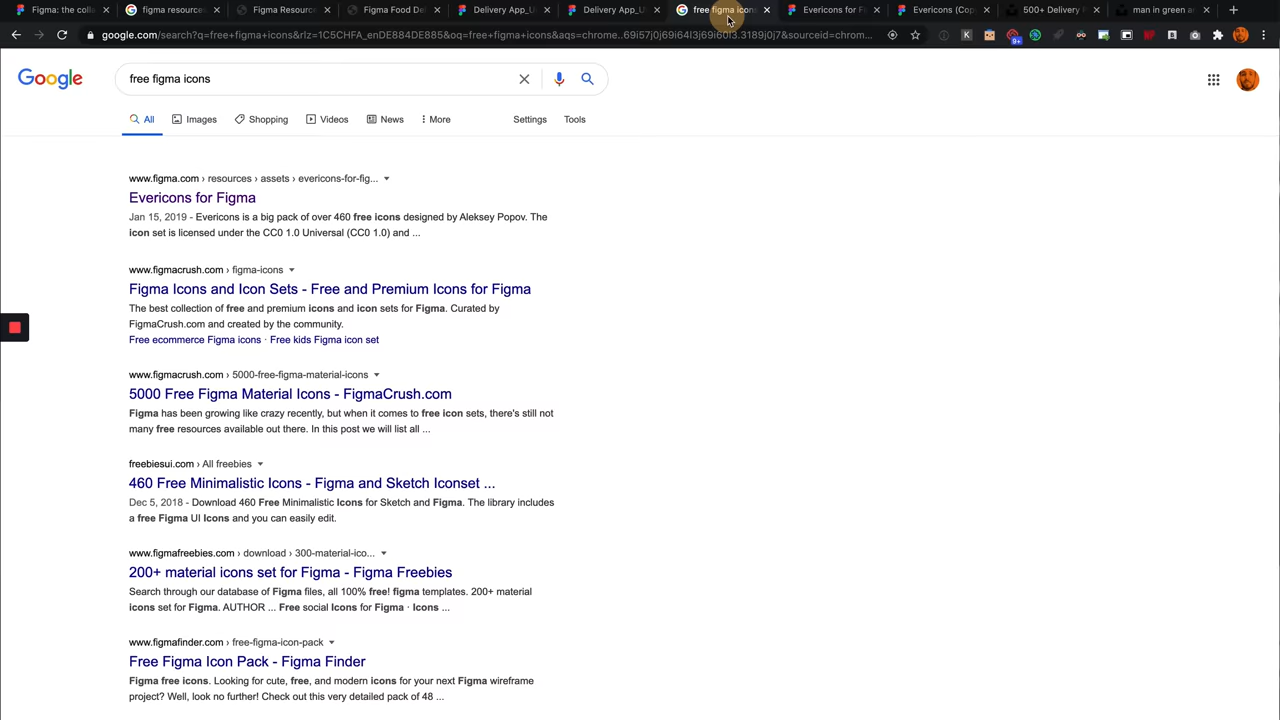 Figma: the colla
figma resources
Figma Resourc
Figma Food Del
Delivery App_U
Delivery App_U
free figma icons
Evericons for Fi
Evericons (Copy
500+ Delivery
man in green a
google.com/search?q=free+figma+icons&rlz=1C5CHFA_enDE884DE885&oq=free+figma+icons&aqs=chrome..69i57j0j69i64l3j69i60l3.3189j0j7&sourceid=chrom...
9+
Google
free figma icons
All
Images
Shopping
Videos
News
More
Settings
Tools
www.figma.com › resources › assets › evericons-for-fig...
Evericons for Figma
Jan 15, 2019 - Evericons is a big pack of over 460 free icons designed by Aleksey Popov. The
icon set is licensed under the CC0 1.0 Universal (CC0 1.0) and ...
www.figmacrush.com › figma-icons
Figma Icons and Icon Sets - Free and Premium Icons for Figma
The best collection of free and premium icons and icon sets for Figma. Curated by
FigmaCrush.com and created by the community.
Free ecommerce Figma icons · Free kids Figma icon set
www.figmacrush.com › 5000-free-figma-material-icons
5000 Free Figma Material Icons - FigmaCrush.com
Figma has been growing like crazy recently, but when it comes to free icon sets, there's still not
many free resources available out there. In this post we will list all ...
freebiesui.com › All freebies
460 Free Minimalistic Icons - Figma and Sketch Iconset ...
Dec 5, 2018 - Download 460 Free Minimalistic Icons for Sketch and Figma. The library includes
a free Figma UI Icons and you can easily edit.
www.figmafreebies.com › download › 300-material-ico...
200+ material icons set for Figma - Figma Freebies
Search through our database of Figma files, all 100% free! figma templates. 200+ material
icons set for Figma. AUTHOR ... Free social Icons for Figma · Icons ...
www.figmafinder.com › free-figma-icon-pack
Free Figma Icon Pack - Figma Finder
Figma free icons. Looking for cute, free, and modern icons for your next Figma wireframe
project? Well, look no further! Check out this very detailed pack of 48 ...